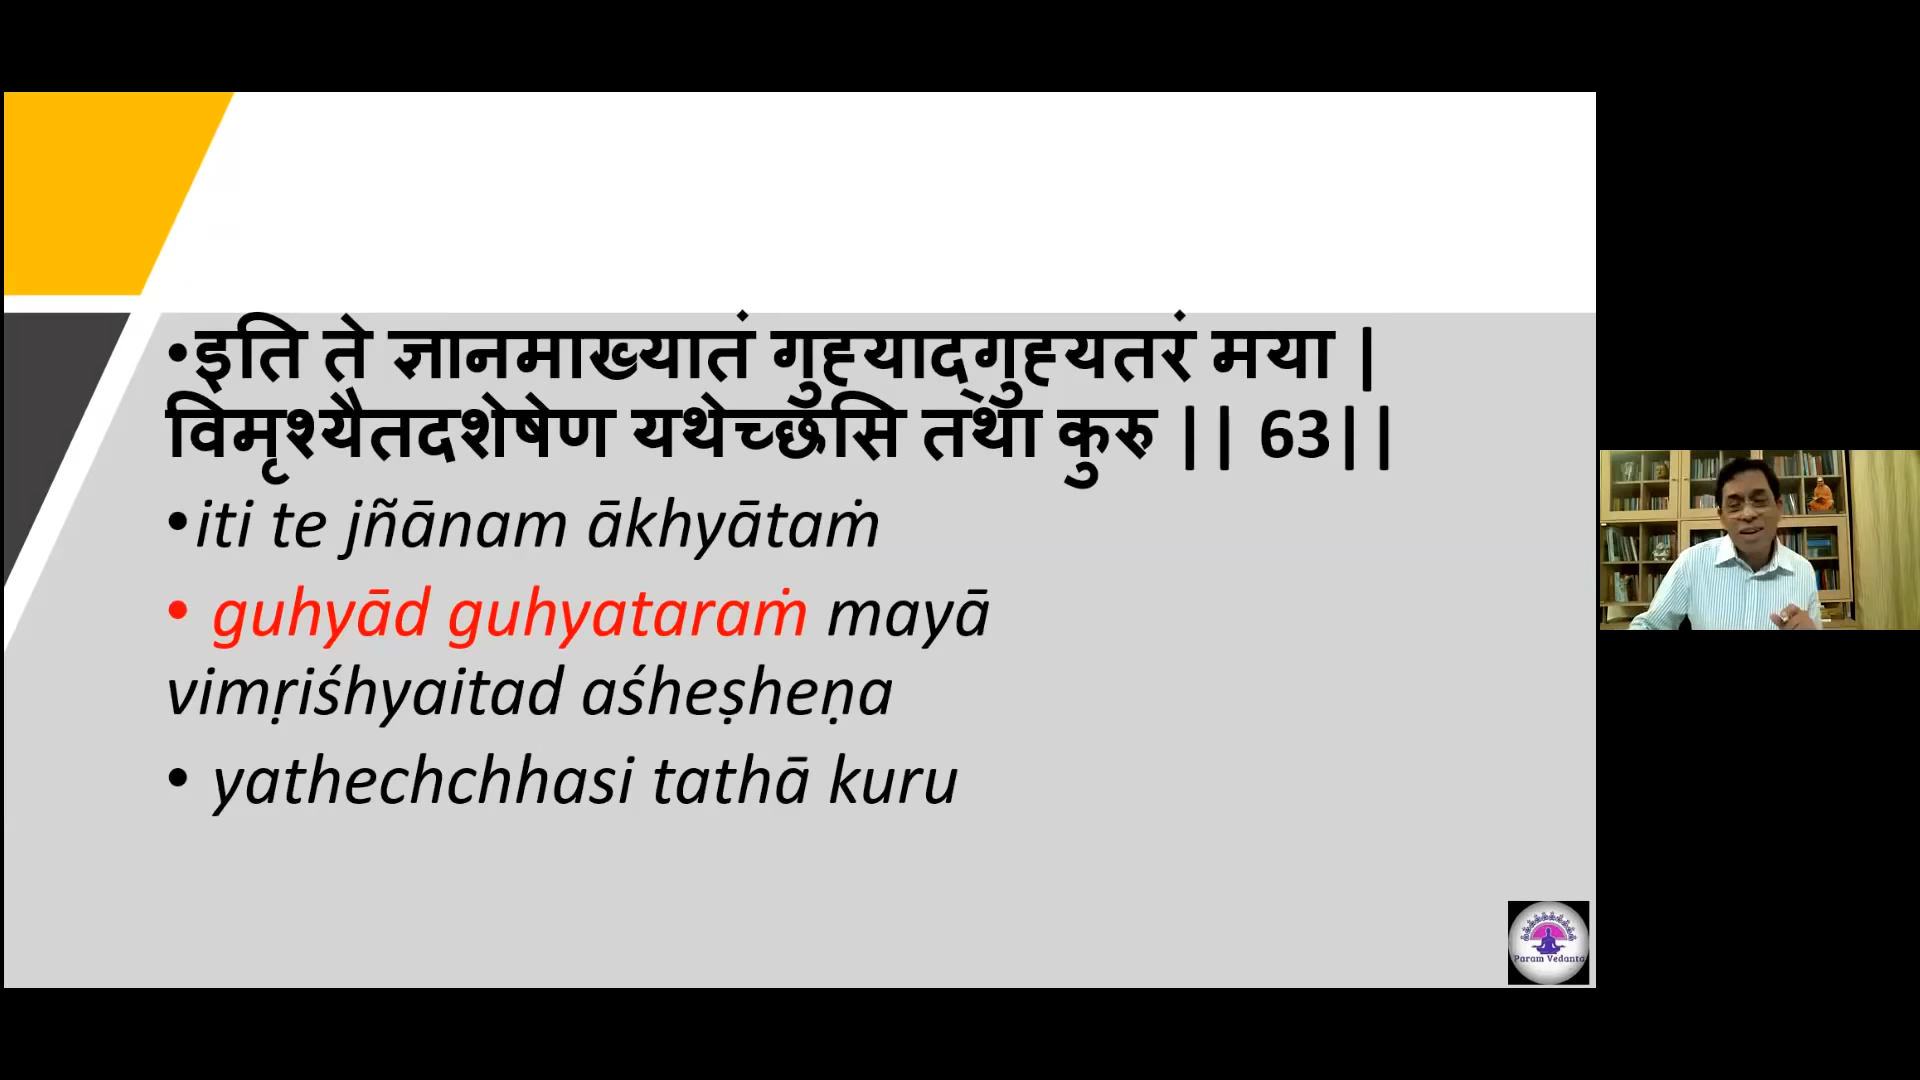 •इति ते ज्ञानमाख्यातं गुह्याद्गुह्यतरं मया |
विमृश्यैतदशेषेण यथेच्छसि तथा कुरु || 63||
•iti te jñānam ākhyātaṁ
• guhyād guhyataraṁ mayā
vimṛiśhyaitad aśheṣheṇa
• yathechchhasi tathā kuru
Param Vedanta